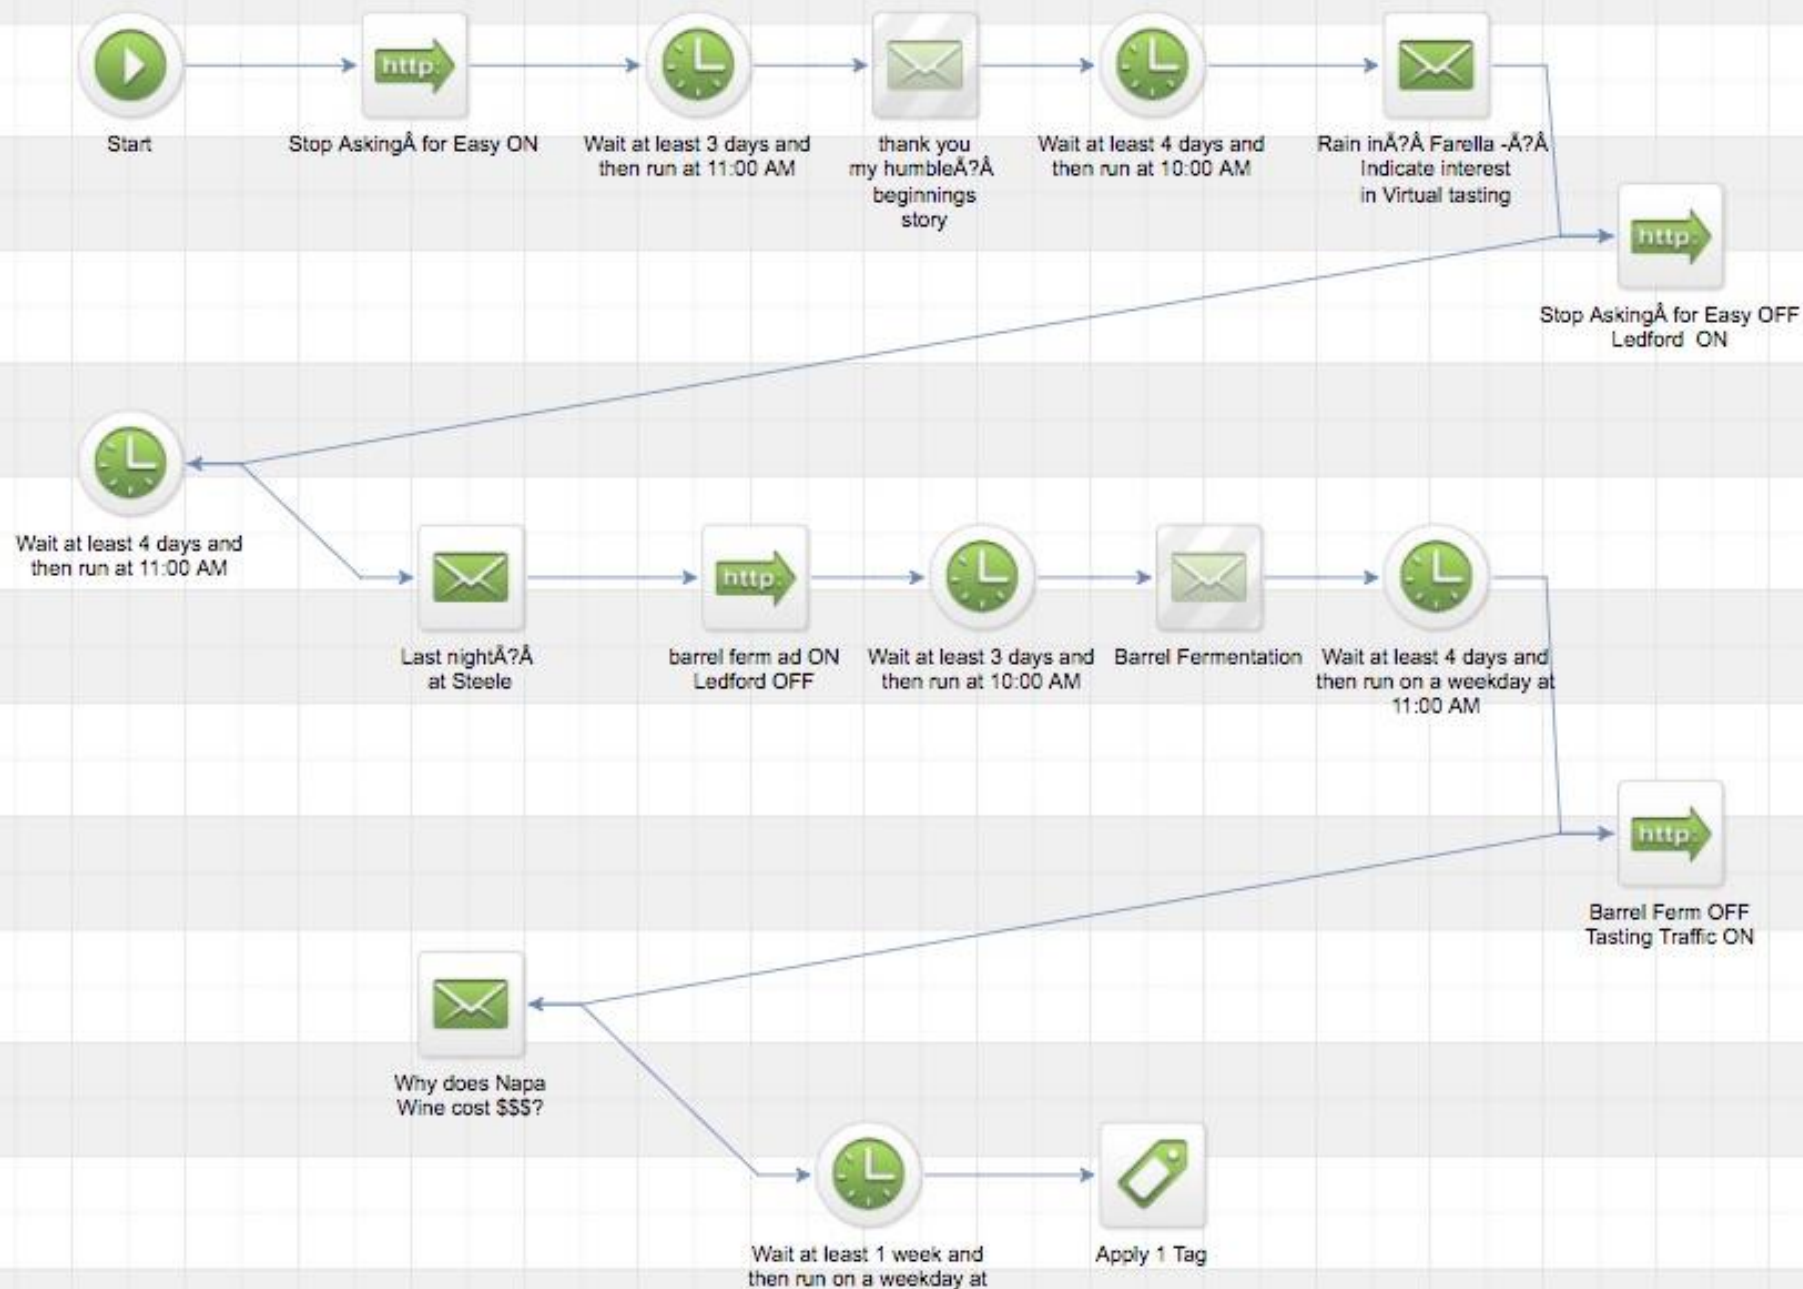 http:
Start
Stop AskingÂ for Easy ON
Wait at least 3 days and
then run at 11:00 AM
thank you
my humbleÂ?Â
beginnings
story
Wait at least 4 days and
then run at 10:00 AM
Rain inÂ?Â Farella -Â?Â
Indicate interest
in Virtual tasting
http:
Stop AskingÂ for Easy OFF
Ledford ON
Wait at least 4 days and
then run at 11:00 AM
Last nightÂ?Â
at Steele
http:
barrel ferm ad ON
Ledford OFF
Wait at least 3 days and
then run at 10:00 AM
Barrel Fermentation
Wait at least 4 days and
then run on a weekday at
11:00 AM
http:
Barrel Ferm OFF
Tasting Traffic ON
Why does Napa
Wine cost $$$?
Wait at least 1 week and
then run on a weekday at
Apply 1 Tag